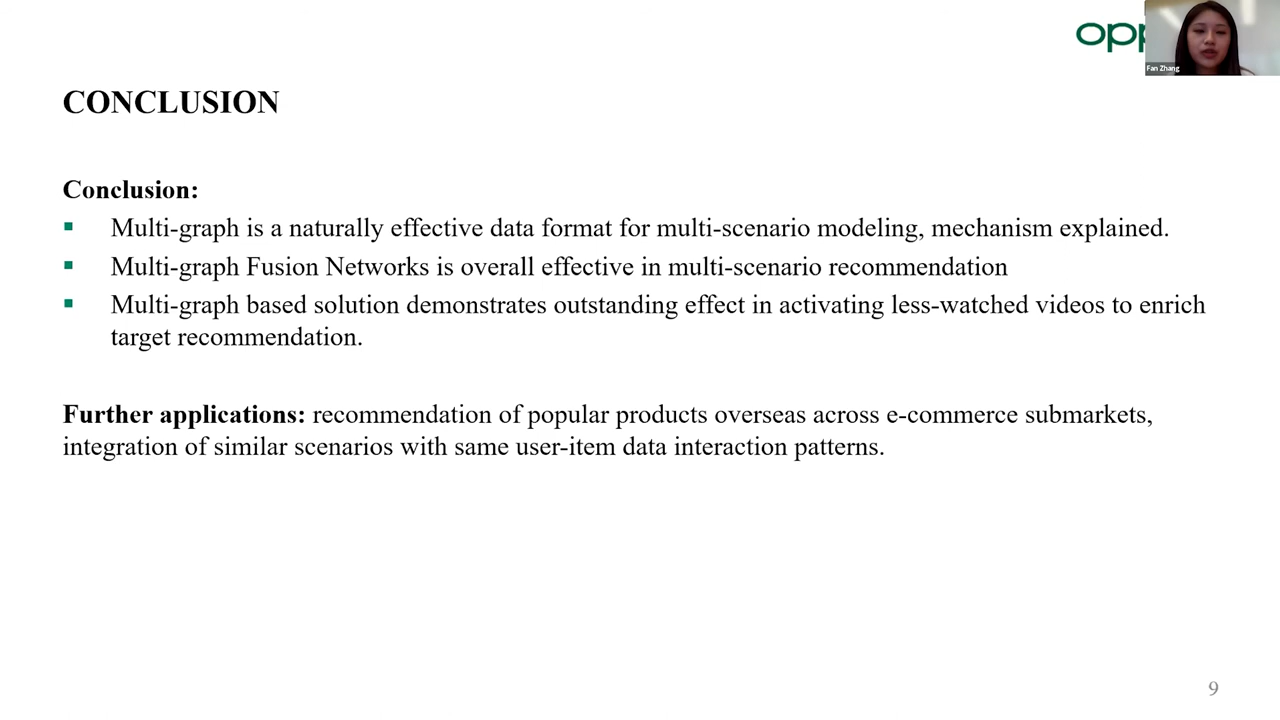 opp
Fan Zhang
CONCLUSION
Conclusion:
▪ Multi-graph is a naturally effective data format for multi-scenario modeling, mechanism explained.
▪ Multi-graph Fusion Networks is overall effective in multi-scenario recommendation
▪ Multi-graph based solution demonstrates outstanding effect in activating less-watched videos to enrich
target recommendation.
Further applications: recommendation of popular products overseas across e-commerce submarkets,
integration of similar scenarios with same user-item data interaction patterns.
9